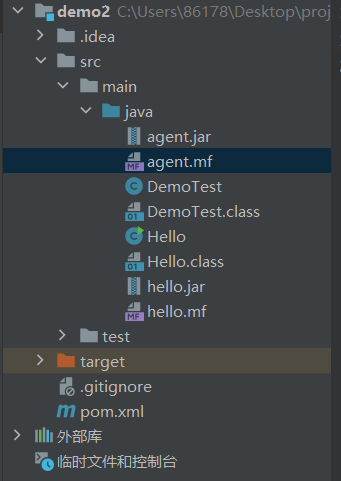 demo2 C:\Users\86178\Desktop\proj
.idea
src
main
java
agent.jar
agent.mf
DemoTest
DemoTest.class
Hello
Hello.class
hello.jar
hello.mf
test
target
.gitignore
pom.xml
外部库
临时文件和控制台